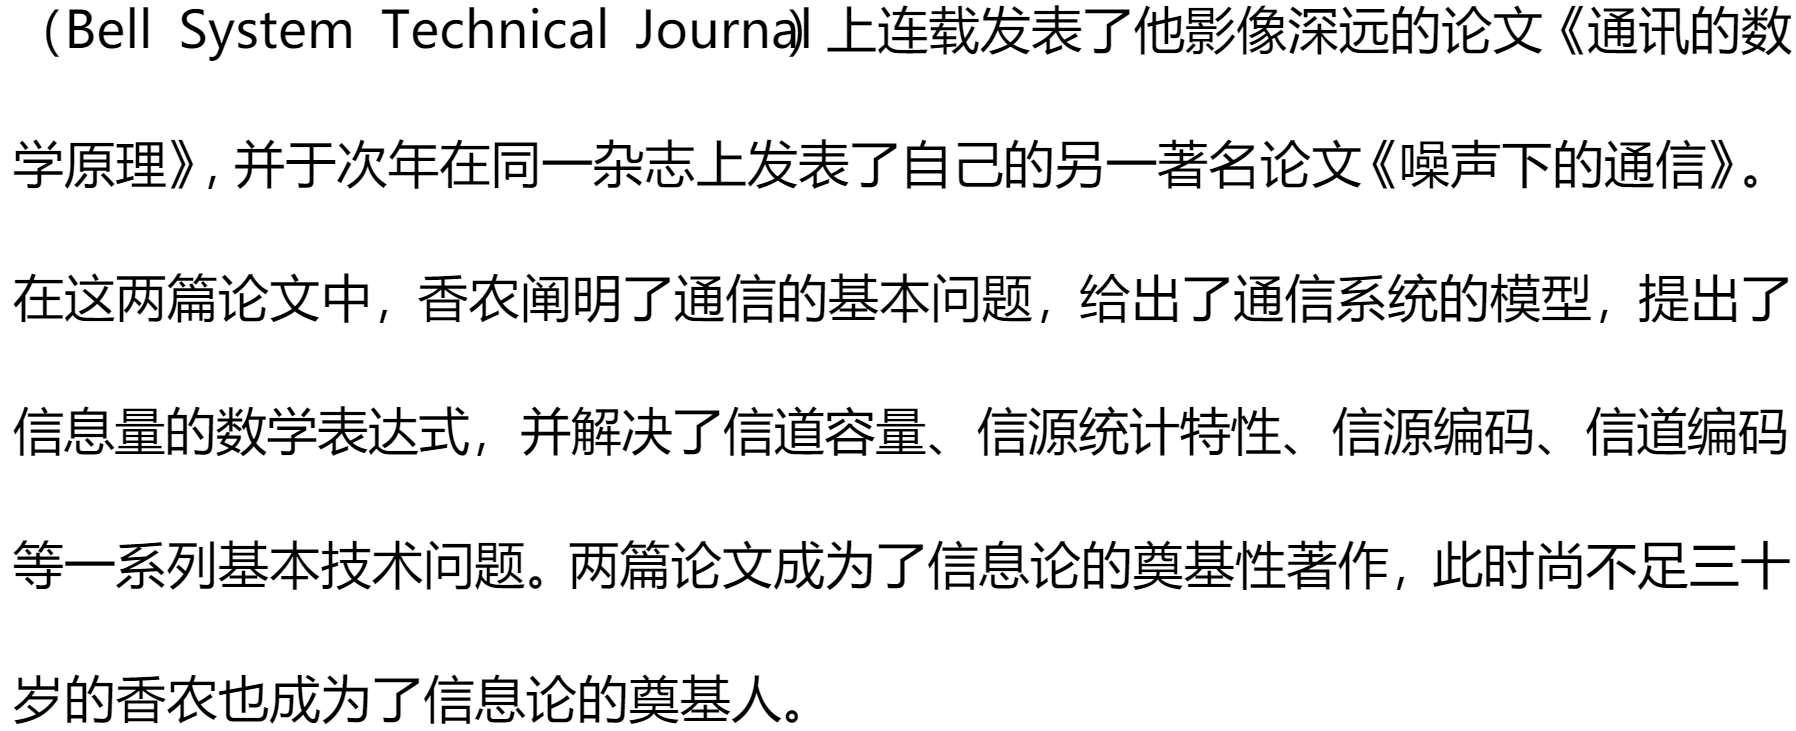 （Bell System Technical Journal）上连载发表了他影像深远的论文《通讯的数
学原理》，并于次年在同一杂志上发表了自己的另一著名论文《噪声下的通信》。
在这两篇论文中，香农阐明了通信的基本问题，给出了通信系统的模型，提出了
信息量的数学表达式，并解决了信道容量、信源统计特性、信源编码、信道编码
等一系列基本技术问题。两篇论文成为了信息论的奠基性著作，此时尚不足三十
岁的香农也成为了信息论的奠基人。